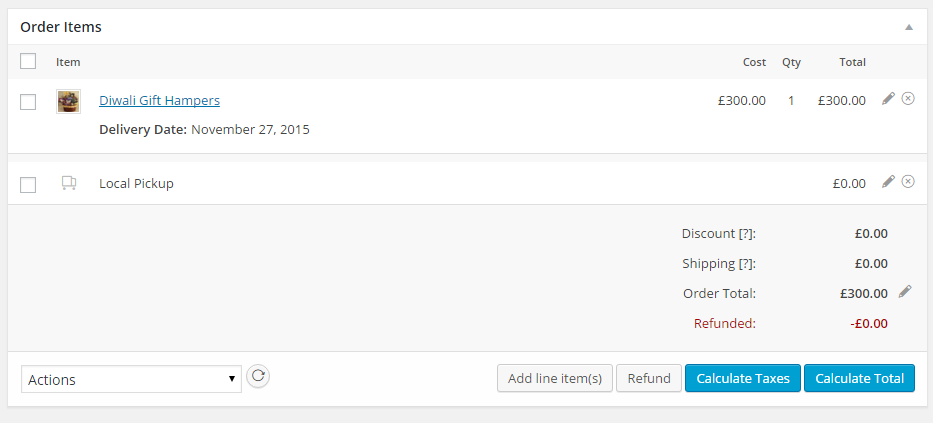 Order Items
Item Cost Qty Total
Diwali Gift Hampers £300.00 1 £300.00
Delivery Date: November 27, 2015
Local Pickup £0.00
Discount [?]: £0.00
Shipping [?]: £0.00
Order Total: £300.00
Refunded: -£0.00
Actions Add line item(s) Refund Calculate Taxes Calculate Total